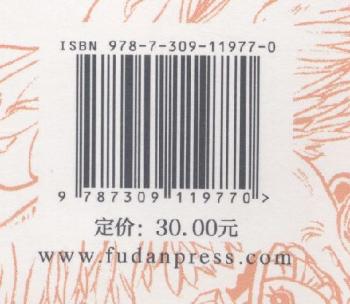 ISBN 978-7-309-11977-0
9 787309 119770 >
定价: 30.00元
www.fudanpress.com